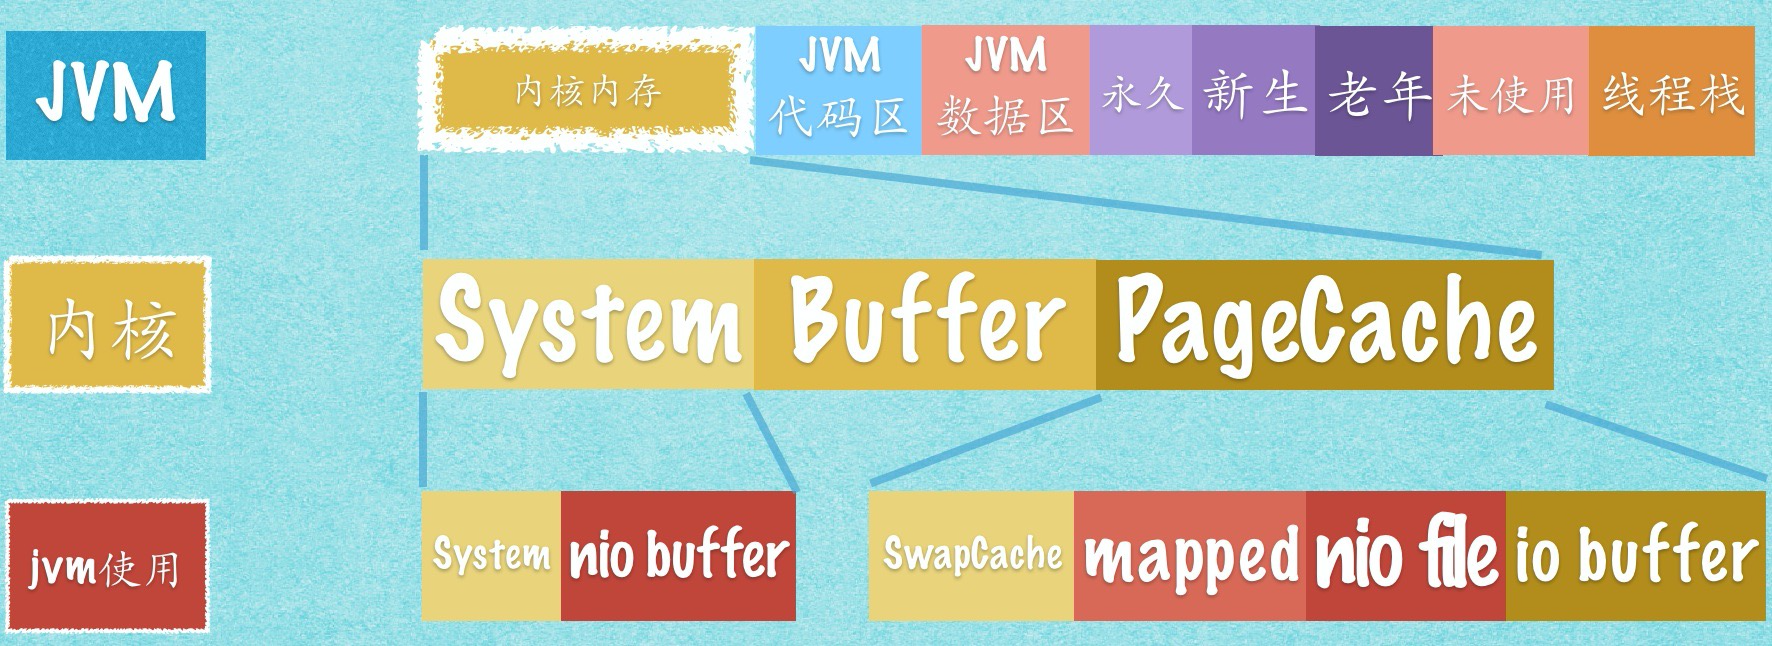 JVM
内核内存
JVM
代码区
JVM
数据区
永久
新生
老年
未使用
线程栈
内核
System
Buffer
PageCache
jvm使用
System
nio buffer
SwapCache
mapped
nio file
io buffer